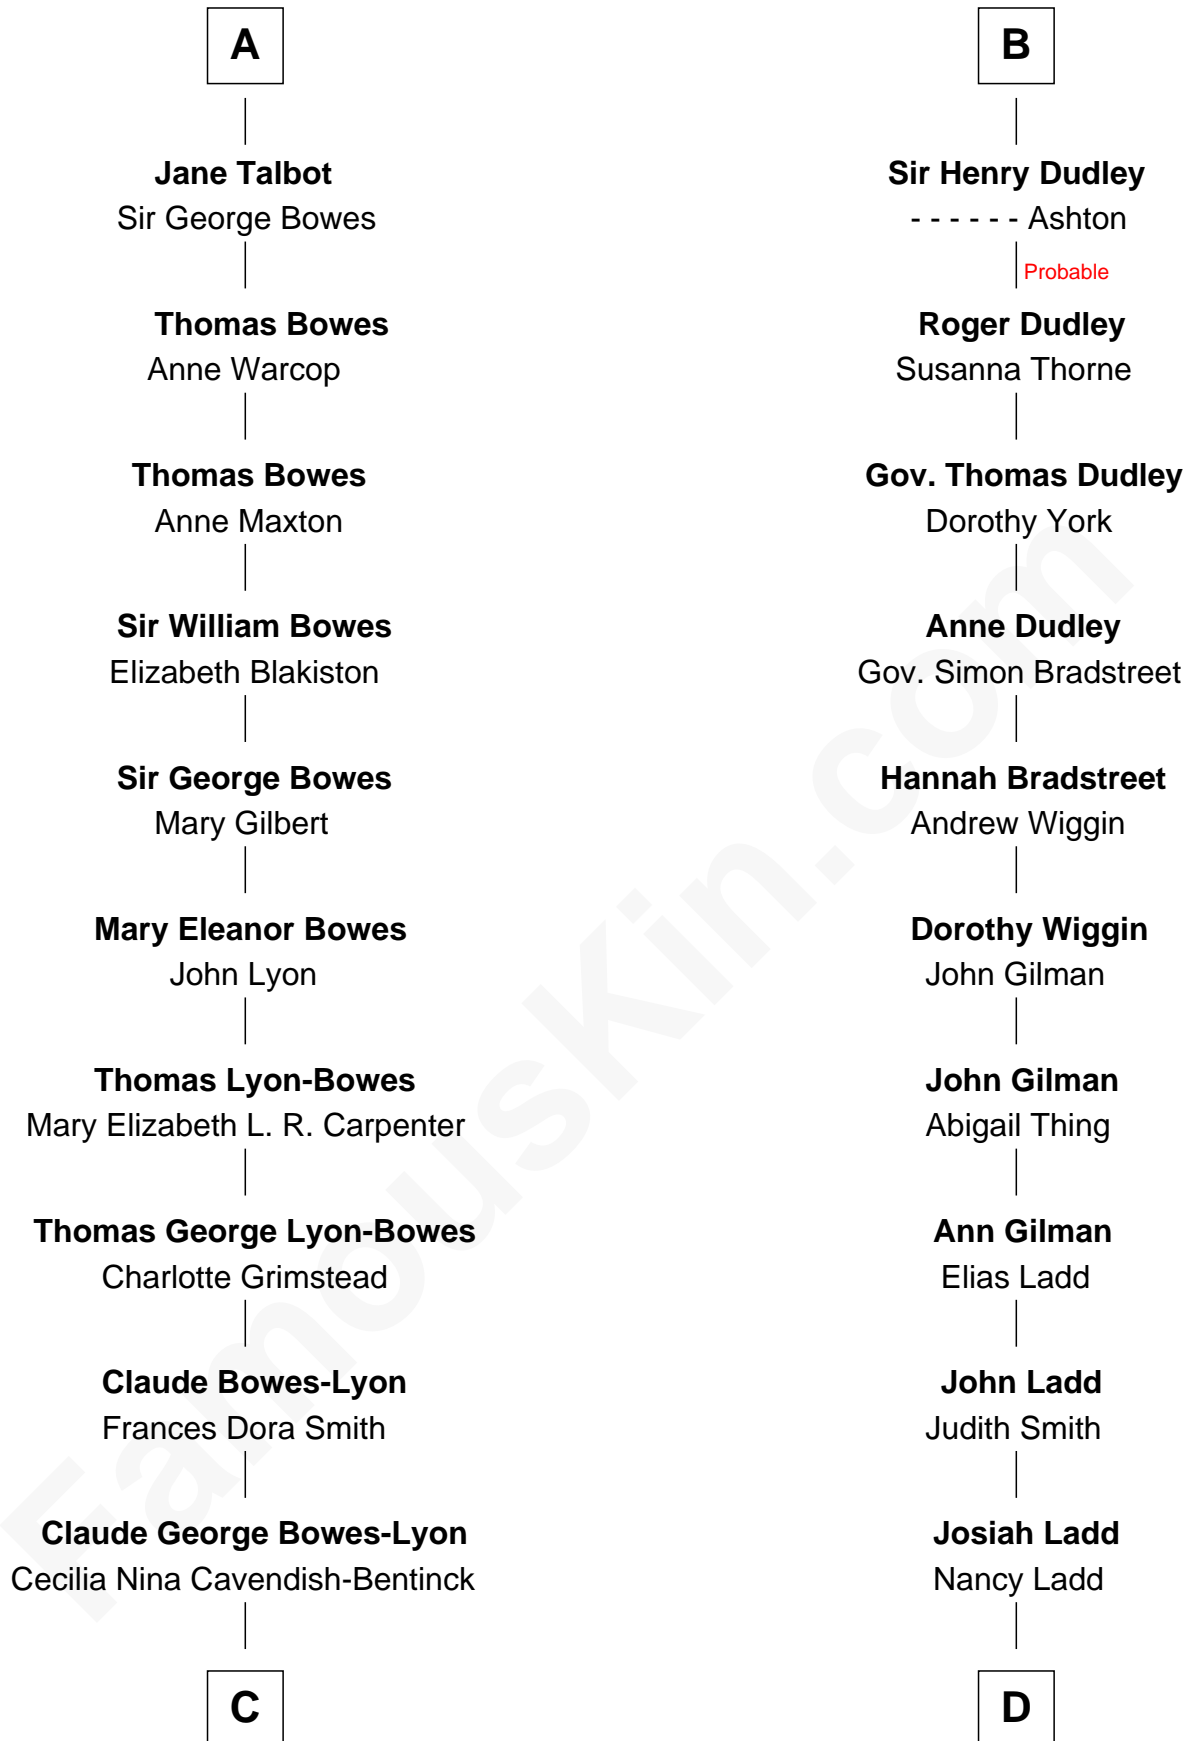 A
Jane Talbot
Sir George Bowes
Thomas Bowes
Anne Warcop
Thomas Bowes
Anne Maxton
Sir William Bowes
Elizabeth Blakiston
Sir George Bowes
Mary Gilbert
Mary Eleanor Bowes
John Lyon
Thomas Lyon-Bowes
Mary Elizabeth L. R. Carpenter
Thomas George Lyon-Bowes
Charlotte Grimstead
Claude Bowes-Lyon
Frances Dora Smith
Claude George Bowes-Lyon
Cecilia Nina Cavendish-Bentinck
C
B
Sir Henry Dudley
- - - - - - Ashton
Probable
Roger Dudley
Susanna Thorne
Gov. Thomas Dudley
Dorothy York
Anne Dudley
Gov. Simon Bradstreet
Hannah Bradstreet
Andrew Wiggin
Dorothy Wiggin
John Gilman
John Gilman
Abigail Thing
Ann Gilman
Elias Ladd
John Ladd
Judith Smith
Josiah Ladd
Nancy Ladd
D
FamousKin.com